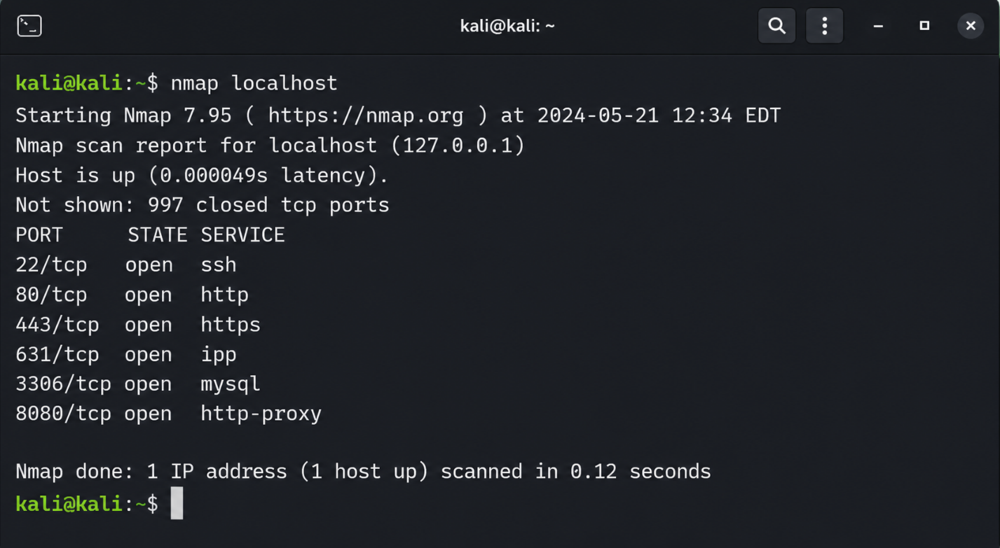 kali@kali: ~
kali@kali:~$ nmap localhost
Starting Nmap 7.95 ( https://nmap.org ) at 2024-05-21 12:34 EDT
Nmap scan report for localhost (127.0.0.1)
Host is up (0.000049s latency).
Not shown: 997 closed tcp ports
PORT     STATE SERVICE
22/tcp   open  ssh
80/tcp   open  http
443/tcp  open  https
631/tcp  open  ipp
3306/tcp open  mysql
8080/tcp open  http-proxy
Nmap done: 1 IP address (1 host up) scanned in 0.12 seconds
kali@kali:~$